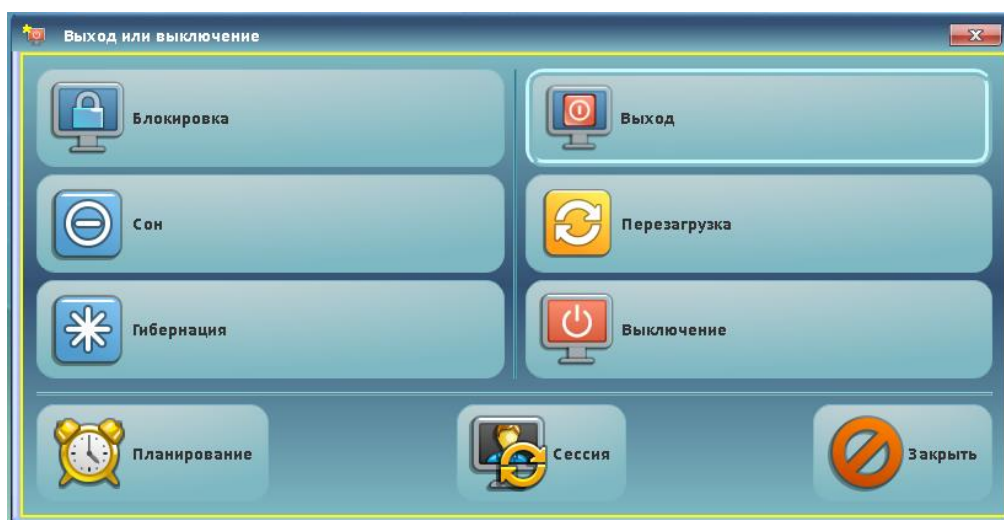 Выход или выключение
Блокировка
Выход
Сон
Перезагрузка
Гибернация
Выключение
Планирование
Сессия
Закрыть